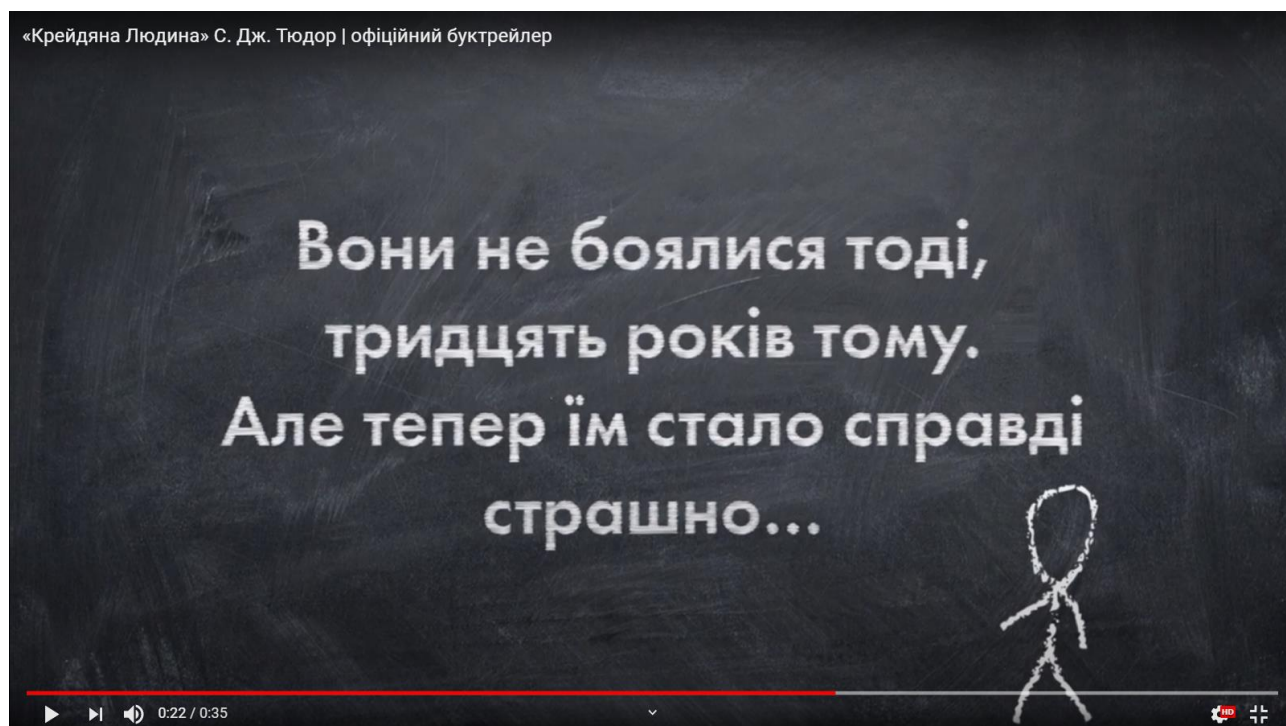 «Крейдяна Людина» С. Дж. Тюдор | офіційний буктрейлер
Вони не боялися тоді,
тридцять років тому.
Але тепер їм стало справді
страшно...
0:22 / 0:35
HD